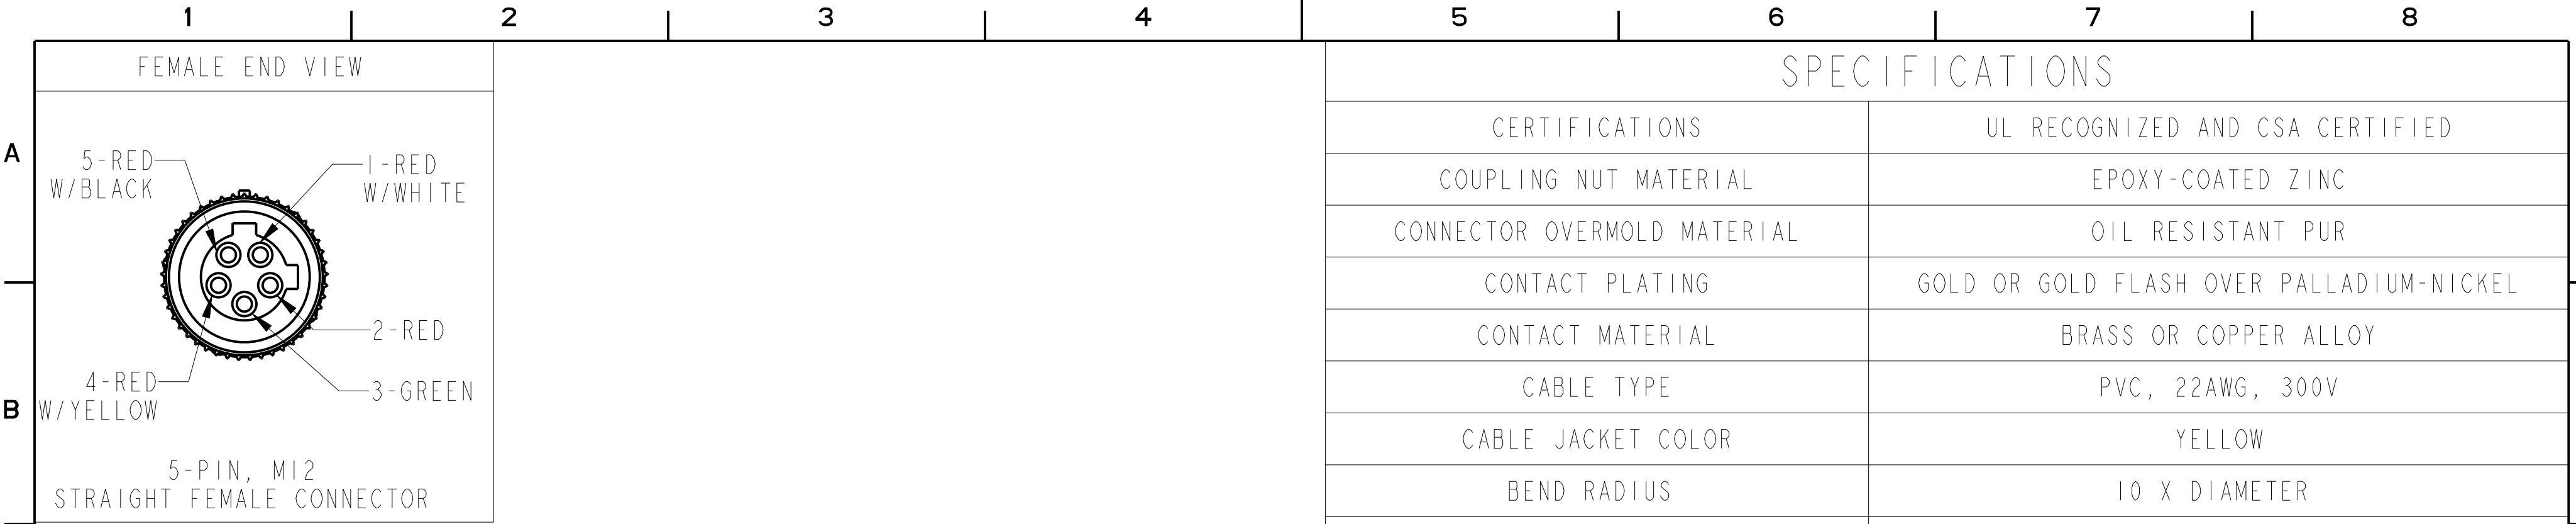 1 2 3 4 5 6 7 8
A
B
FEMALE END VIEW
5-RED
W/BLACK
1-RED
W/WHITE
2-RED
3-GREEN
4-RED
W/YELLOW
5-PIN, M12
STRAIGHT FEMALE CONNECTOR
SPECIFICATIONS
CERTIFICATIONS UL RECOGNIZED AND CSA CERTIFIED
COUPLING NUT MATERIAL EPOXY-COATED ZINC
CONNECTOR OVERMOLD MATERIAL OIL RESISTANT PUR
CONTACT PLATING GOLD OR GOLD FLASH OVER PALLADIUM-NICKEL
CONTACT MATERIAL BRASS OR COPPER ALLOY
CABLE TYPE PVC, 22AWG, 300V
CABLE JACKET COLOR YELLOW
BEND RADIUS 10 X DIAMETER